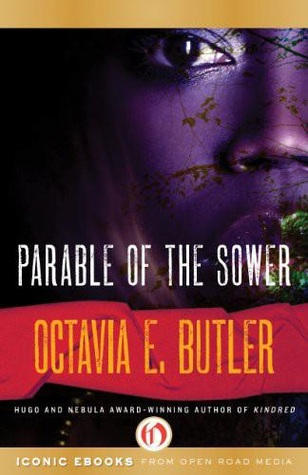 PARABLE OF THE SOWER
OCTAVIA E. BUTLER
HUGO AND NEBULA AWARD-WINNING AUTHOR OF KINDRED
ICONIC EBOOKS FROM OPEN ROAD MEDIA